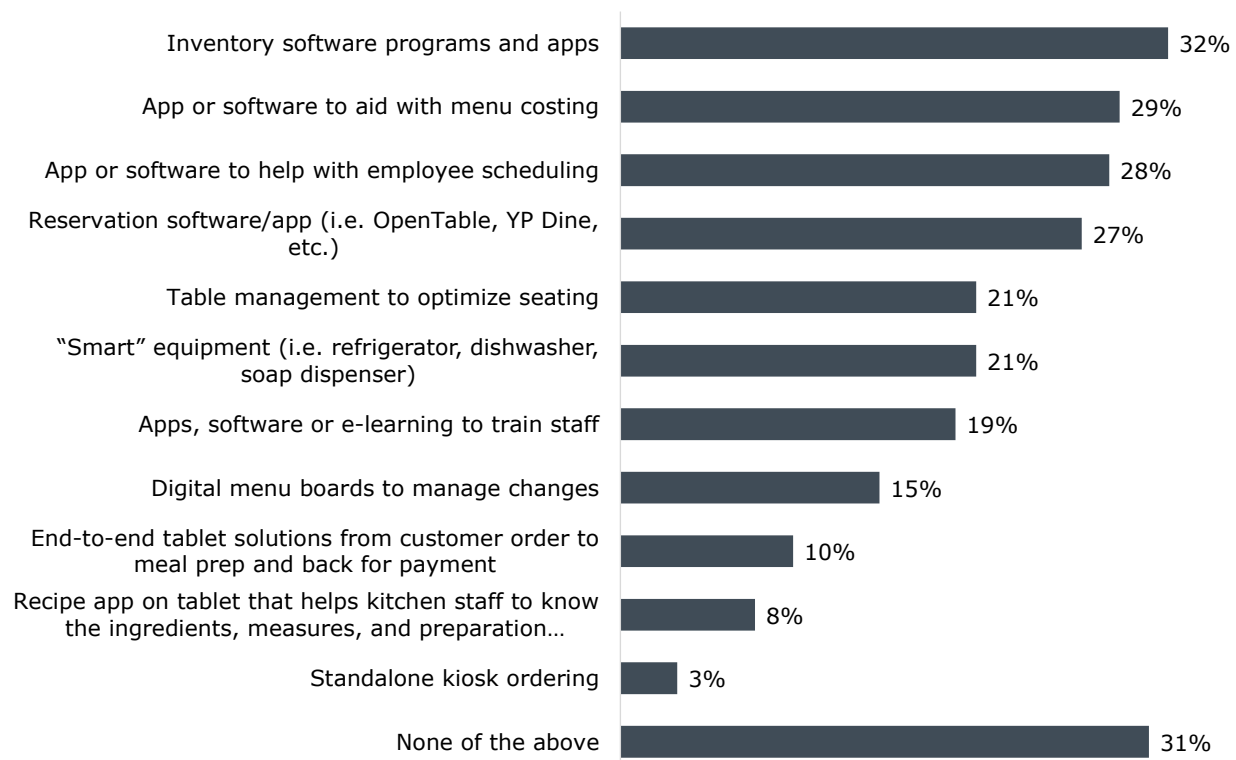 Inventory software programs and apps 32%
App or software to aid with menu costing 29%
App or software to help with employee scheduling 28%
Reservation software/app (i.e. OpenTable, YP Dine,
etc.) 27%
Table management to optimize seating 21%
“Smart” equipment (i.e. refrigerator, dishwasher,
soap dispenser) 21%
Apps, software or e-learning to train staff 19%
Digital menu boards to manage changes 15%
End-to-end tablet solutions from customer order to
meal prep and back for payment 10%
Recipe app on tablet that helps kitchen staff to know
the ingredients, measures, and preparation… 8%
Standalone kiosk ordering 3%
None of the above 31%